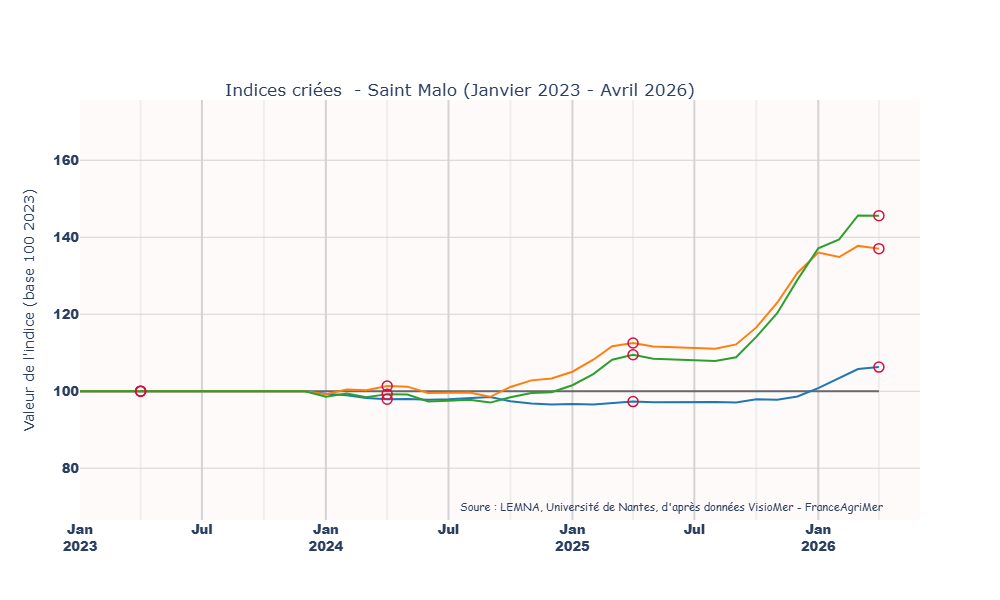 Indices criées  - Saint Malo (Janvier 2023 - Avril 2026)
Valeur de l'indice (base 100 2023)
160
140
120
100
80
Soure : LEMNA, Université de Nantes, d'après données VisioMer - FranceAgriMer
Jan Jul Jan Jul Jan Jul Jan
2023 2024 2025 2026